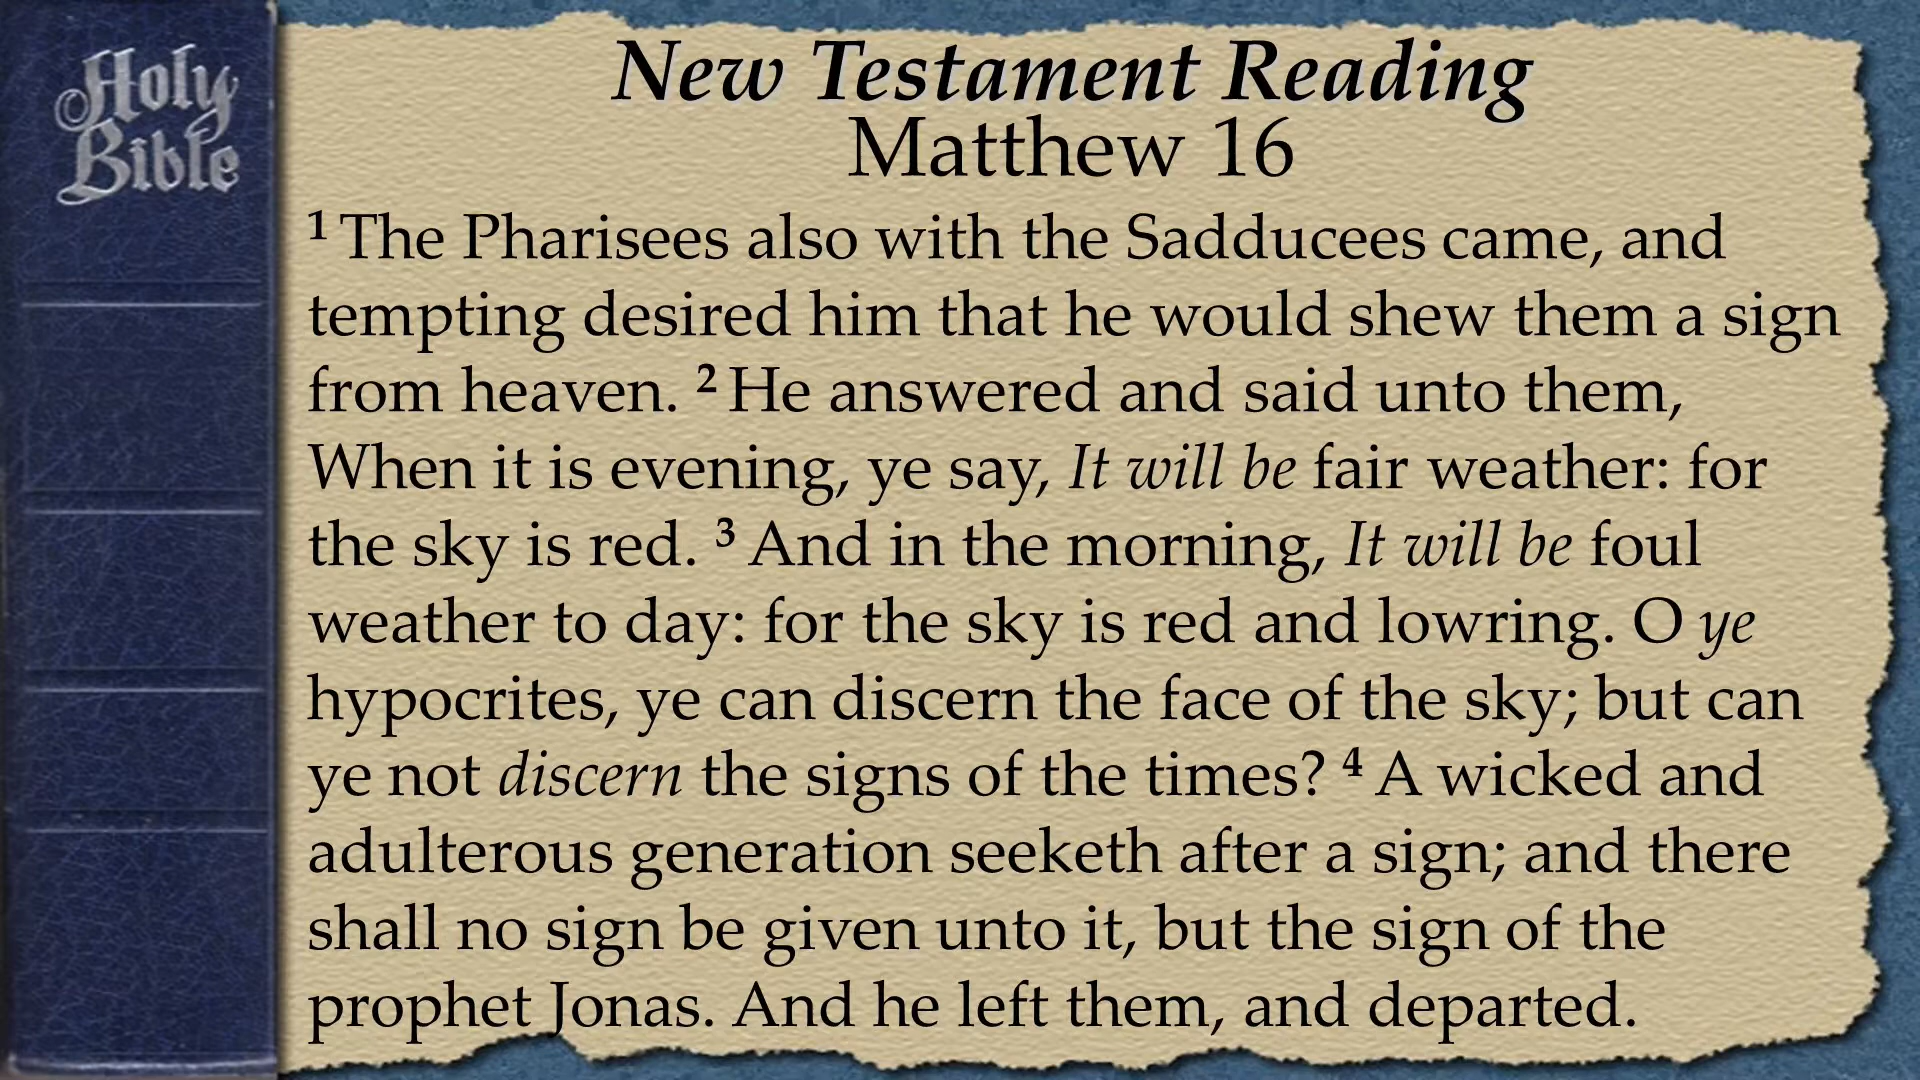 Holy
Bible
New Testament Reading
Matthew 16
¹ The Pharisees also with the Sadducees came, and
tempting desired him that he would shew them a sign
from heaven. ² He answered and said unto them,
When it is evening, ye say, It will be fair weather: for
the sky is red. ³ And in the morning, It will be foul
weather to day: for the sky is red and lowring. O ye
hypocrites, ye can discern the face of the sky; but can
ye not discern the signs of the times? ⁴ A wicked and
adulterous generation seeketh after a sign; and there
shall no sign be given unto it, but the sign of the
prophet Jonas. And he left them, and departed.